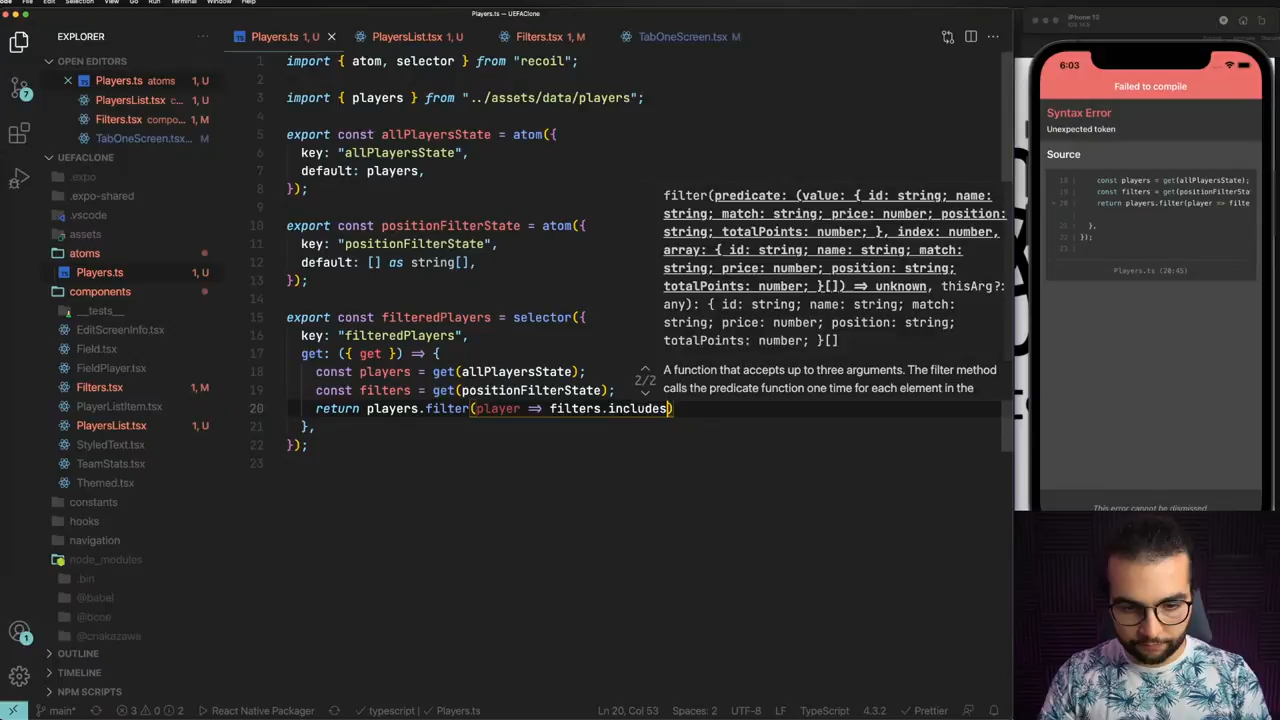 ode File Edit Selection View Go Run Terminal Window Help
Players.ts — UEFAClone
EXPLORER
OPEN EDITORS
Players.ts atoms 1, U
PlayersList.tsx c... 1, U
Filters.tsx compo... 1, M
TabOneScreen.tsx... M
UEFACLONE
.expo
.expo-shared
.vscode
assets
atoms
Players.ts 1, U
components
__tests__
EditScreenInfo.tsx
Field.tsx
FieldPlayer.tsx
Filters.tsx 1, M
PlayerListItem.tsx
PlayersList.tsx 1, U
StyledText.tsx
TeamStats.tsx
Themed.tsx
constants
hooks
navigation
node_modules
.bin
@babel
@bcoe
@cnakazawa
OUTLINE
TIMELINE
NPM SCRIPTS
7
1
Players.ts 1, U
PlayersList.tsx 1, U
Filters.tsx 1, M
TabOneScreen.tsx M
1 import { atom, selector } from "recoil";
2
3 import { players } from "../assets/data/players";
4
5 export const allPlayersState = atom({
6 key: "allPlayersState",
7 default: players,
8 });
9
10 export const positionFilterState = atom({
11 key: "positionFilterState",
12 default: [] as string[],
13 });
14
15 export const filteredPlayers = selector({
16 key: "filteredPlayers",
17 get: ({ get }) => {
18 const players = get(allPlayersState);
19 const filters = get(positionFilterState);
20 return players.filter(player => filters.includes)
21 },
22 });
23
filter(predicate: (value: { id: string; name:
string; match: string; price: number; position:
string; totalPoints: number; }, index: number,
array: { id: string; name: string; match:
string; price: number; position: string;
totalPoints: number; }[]) => unknown, thisArg?:
any): { id: string; name: string; match:
string; price: number; position: string;
totalPoints: number; }[]
2/2
A function that accepts up to three arguments. The filter method
calls the predicate function one time for each element in the
main* 3 0 2 React Native Packager typescript Players.ts Ln 20, Col 53 Spaces: 2 UTF-8 LF TypeScript 4.3.2 Prettier
iPhone 12
6:03
Failed to compile
Syntax Error
Unexpected token
Source
18 | const players = get(allPlayersState);
19 | const filters = get(positionFilterSta
> 20 | return players.filter(player => filte
|
21 | },
22 | });
23 |
Players.ts (20:45)
This error cannot be dismissed